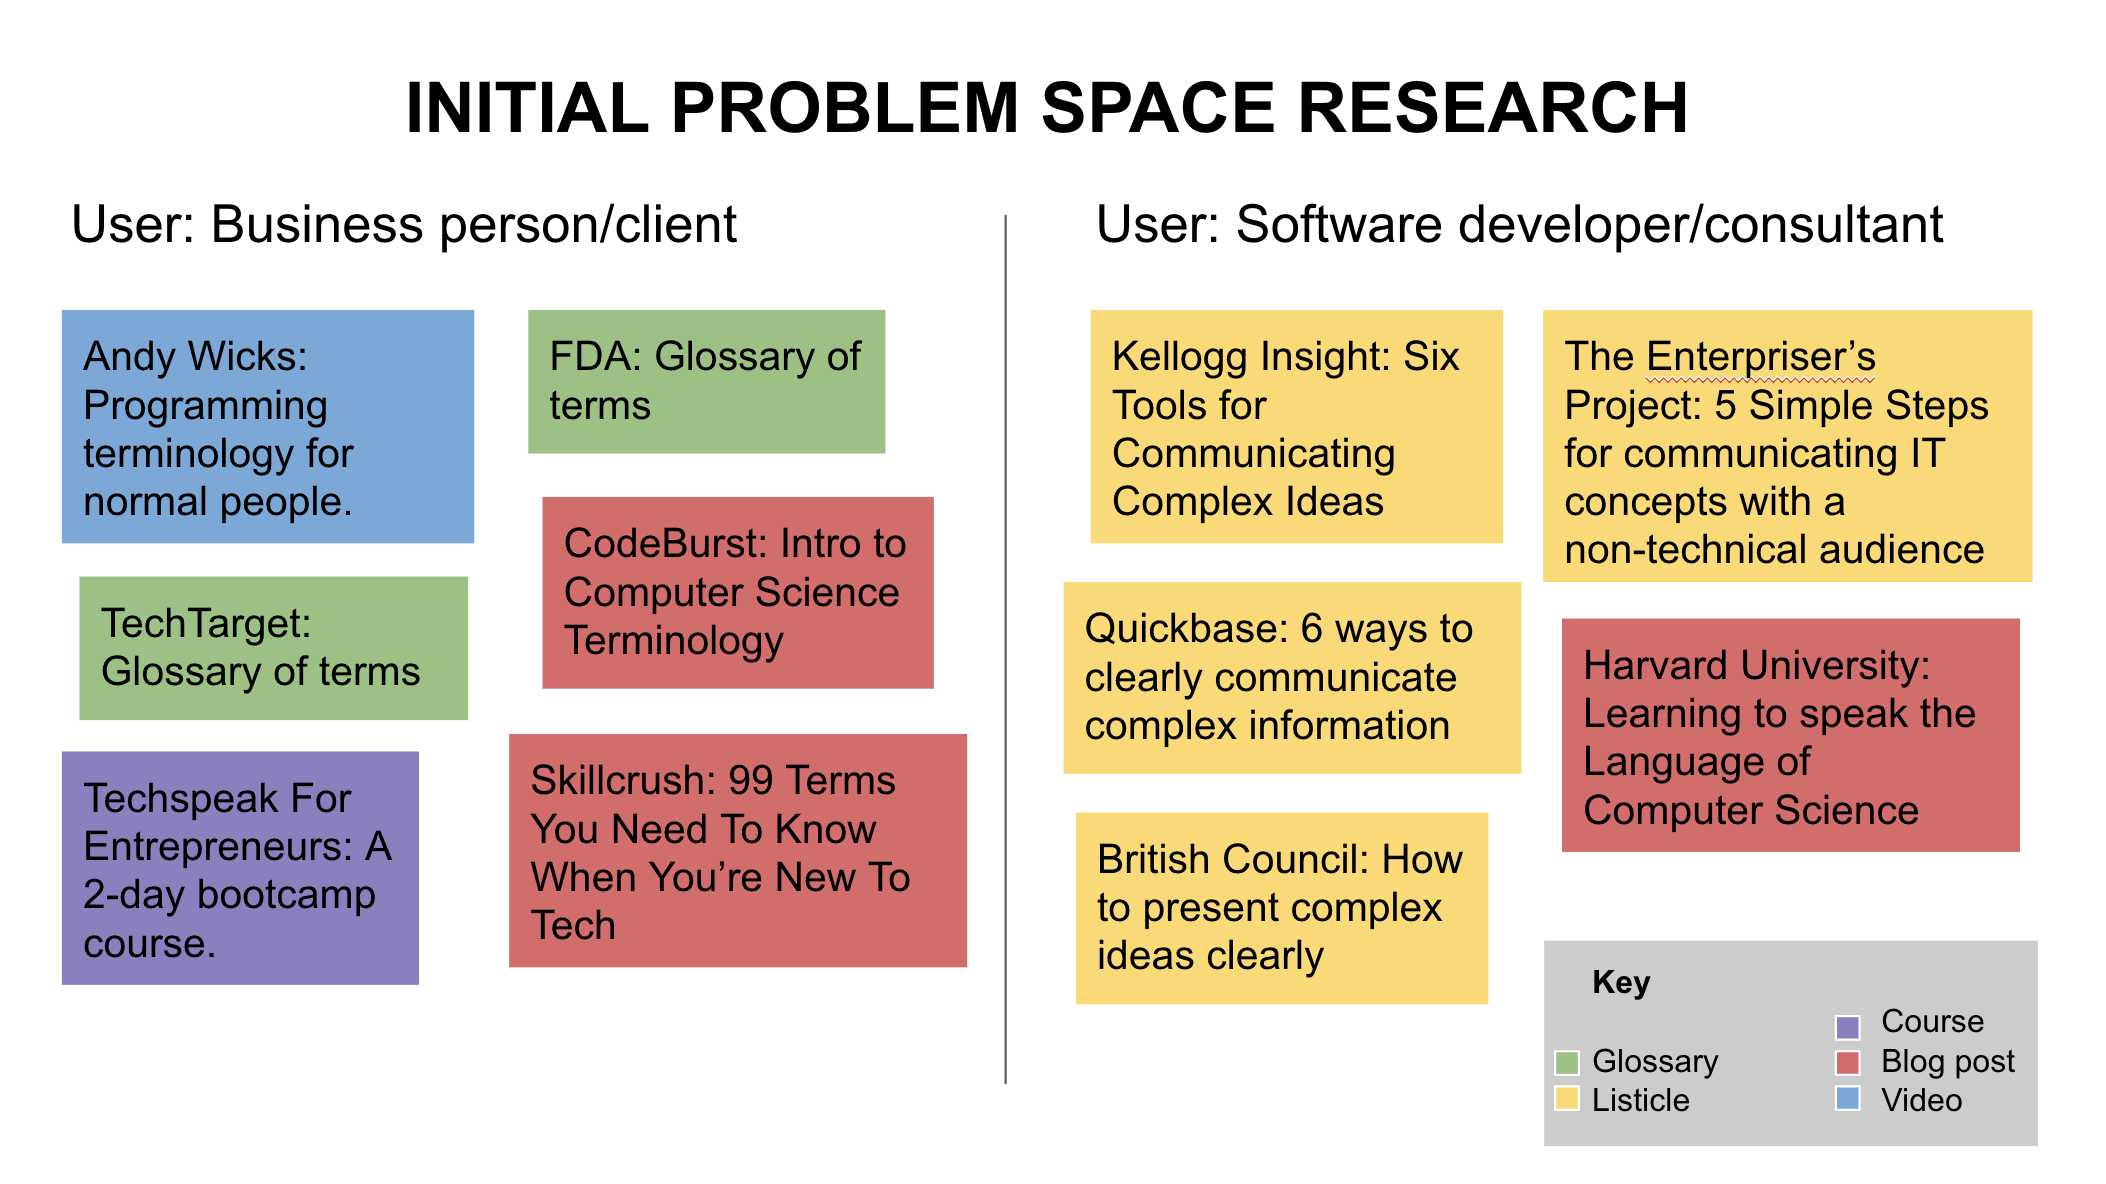 INITIAL PROBLEM SPACE RESEARCH
User: Business person/client
Andy Wicks:
Programming
terminology for
normal people.
FDA: Glossary of
terms
CodeBurst: Intro to
Computer Science
Terminology
TechTarget:
Glossary of terms
Techspeak For
Entrepreneurs: A
2-day bootcamp
course.
Skillcrush: 99 Terms
You Need To Know
When You’re New To
Tech
User: Software developer/consultant
Kellogg Insight: Six
Tools for
Communicating
Complex Ideas
The Enterpriser’s
Project: 5 Simple Steps
for communicating IT
concepts with a
non-technical audience
Quickbase: 6 ways to
clearly communicate
complex information
Harvard University:
Learning to speak the
Language of
Computer Science
British Council: How
to present complex
ideas clearly
Key
Glossary
Listicle
Course
Blog post
Video